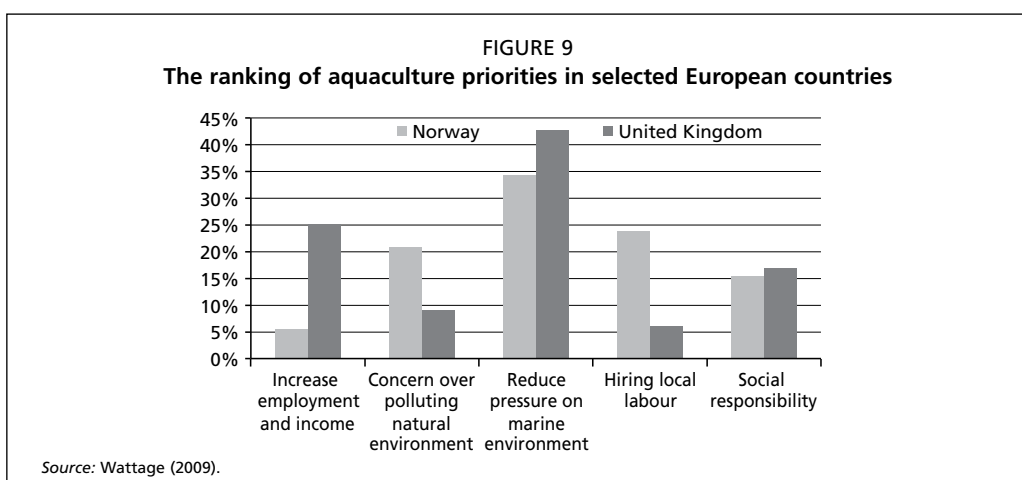 FIGURE 9
The ranking of aquaculture priorities in selected European countries
45%
40%
35%
30%
25%
20%
15%
10%
5%
0%
Norway
United Kingdom
Increase
employment
and income
Concern over
polluting
natural
environment
Reduce
pressure on
marine
environment
Hiring local
labour
Social
responsibility
Source: Wattage (2009).